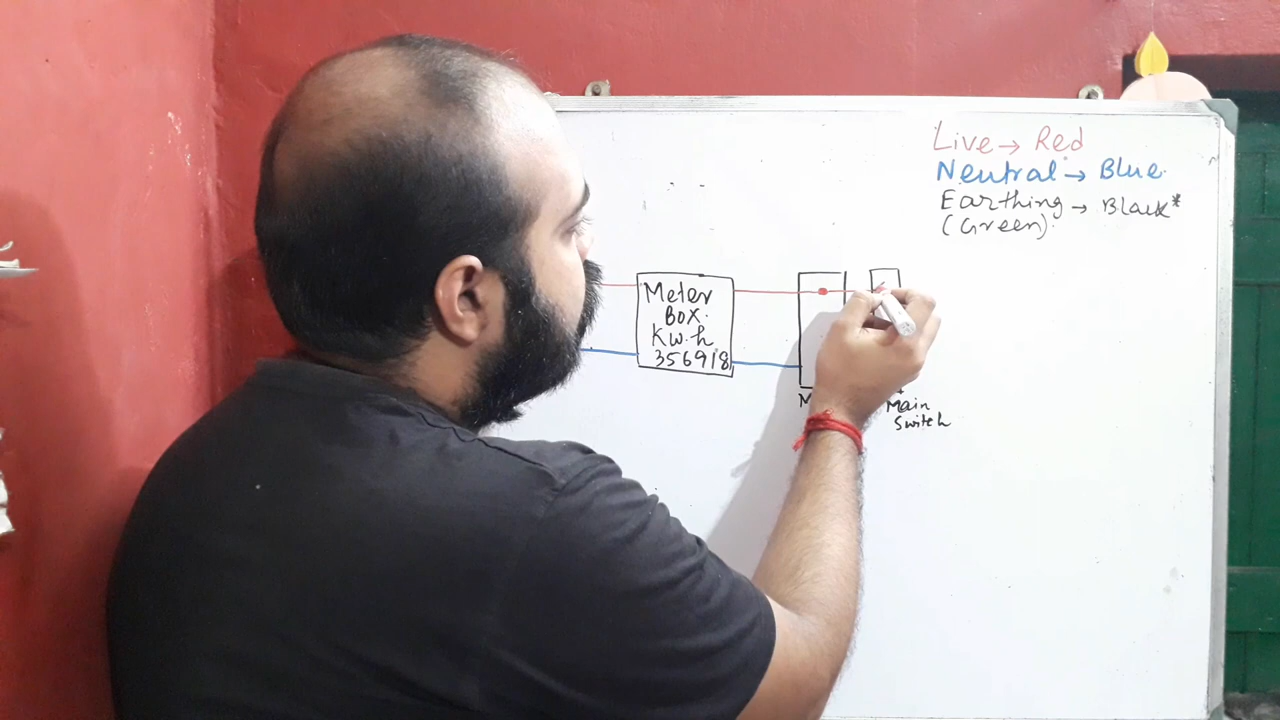 Live → Red
Neutral → Blue
Earthing → Black*
(Green)
Meter
BOX.
Kw.h
356918
Main
Switch